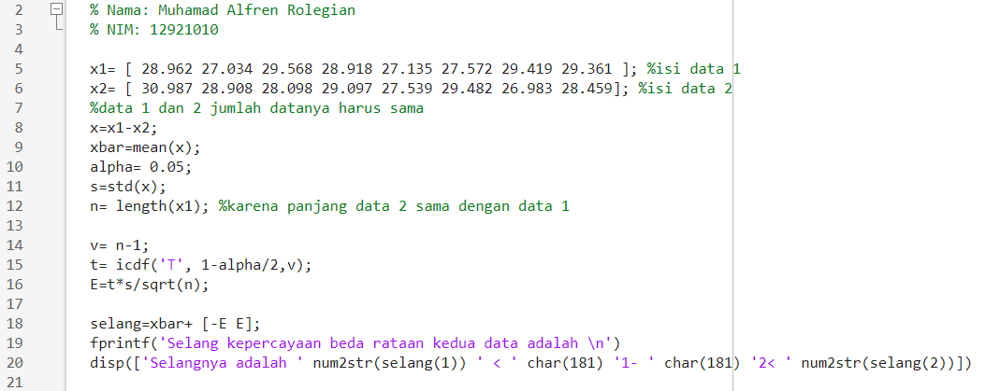 2 % Nama: Muhamad Alfren Rolegian
3 % NIM: 12921010
4
5 x1= [ 28.962 27.034 29.568 28.918 27.135 27.572 29.419 29.361 ]; %isi data 1
6 x2= [ 30.987 28.908 28.098 29.097 27.539 29.482 26.983 28.459]; %isi data 2
7 %data 1 dan 2 jumlah datanya harus sama
8 x=x1-x2;
9 xbar=mean(x);
10 alpha= 0.05;
11 s=std(x);
12 n= length(x1); %karena panjang data 2 sama dengan data 1
13
14 v= n-1;
15 t= icdf('T', 1-alpha/2,v);
16 E=t*s/sqrt(n);
17
18 selang=xbar+ [-E E];
19 fprintf('Selang kepercayaan beda rataan kedua data adalah \n')
20 disp(['Selangnya adalah ' num2str(selang(1)) ' < ' char(181) '1- ' char(181) '2< ' num2str(selang(2))])
21